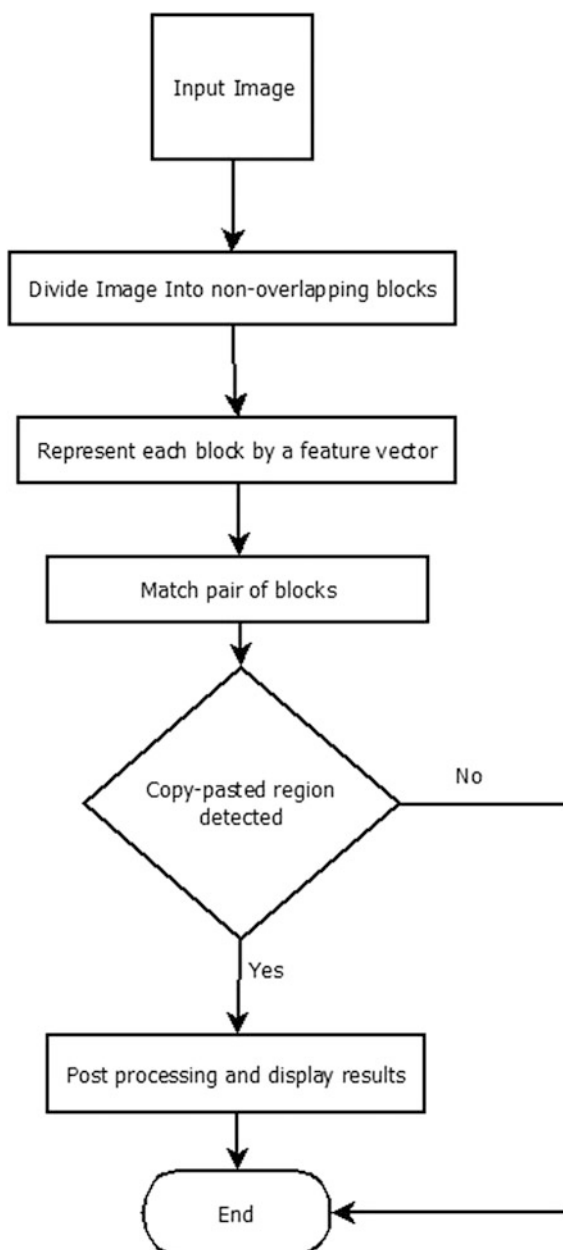 Input Image
Divide Image Into non-overlapping blocks
Represent each block by a feature vector
Match pair of blocks
Copy-pasted region
detected
No
Yes
Post processing and display results
End